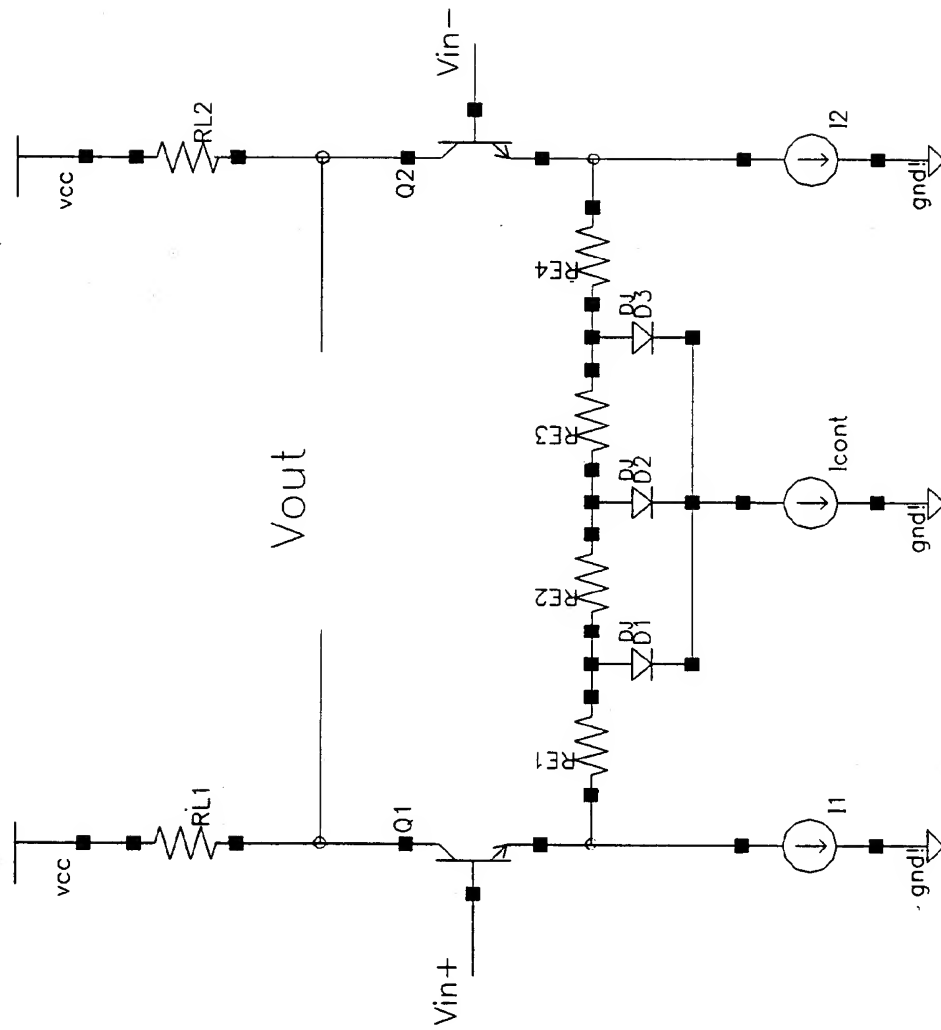 vcc
RL1
vcc
RL2
Vout
Q1
Q2
Vin+
Vin-
RE1
RE2
RE3
RE4
DJ
D1
DJ
D2
DJ
D3
I1
Icont
I2
gnd!
gnd!
gnd!